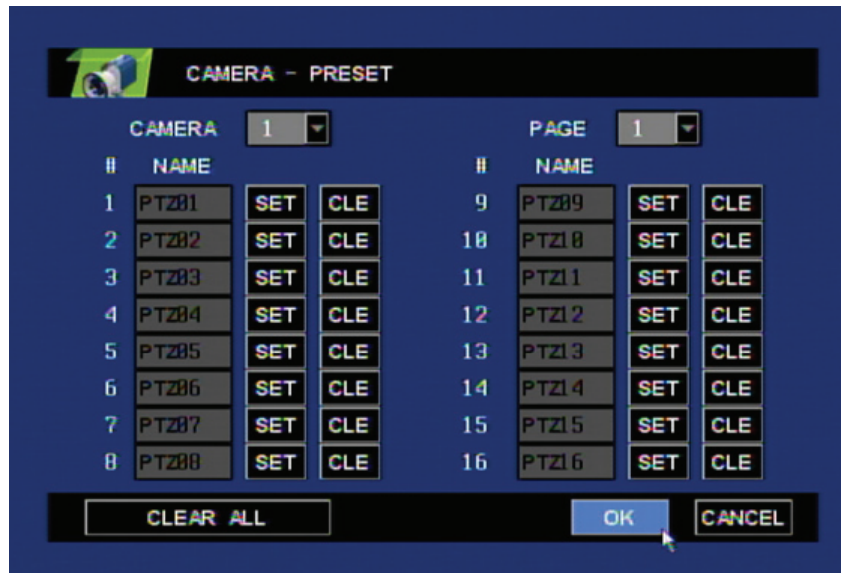 CAMERA - PRESET
CAMERA 1 PAGE 1
# NAME # NAME
1 PTZ01 SET CLE 9 PTZ09 SET CLE
2 PTZ02 SET CLE 10 PTZ10 SET CLE
3 PTZ03 SET CLE 11 PTZ11 SET CLE
4 PTZ04 SET CLE 12 PTZ12 SET CLE
5 PTZ05 SET CLE 13 PTZ13 SET CLE
6 PTZ06 SET CLE 14 PTZ14 SET CLE
7 PTZ07 SET CLE 15 PTZ15 SET CLE
8 PTZ08 SET CLE 16 PTZ16 SET CLE
CLEAR ALL OK CANCEL